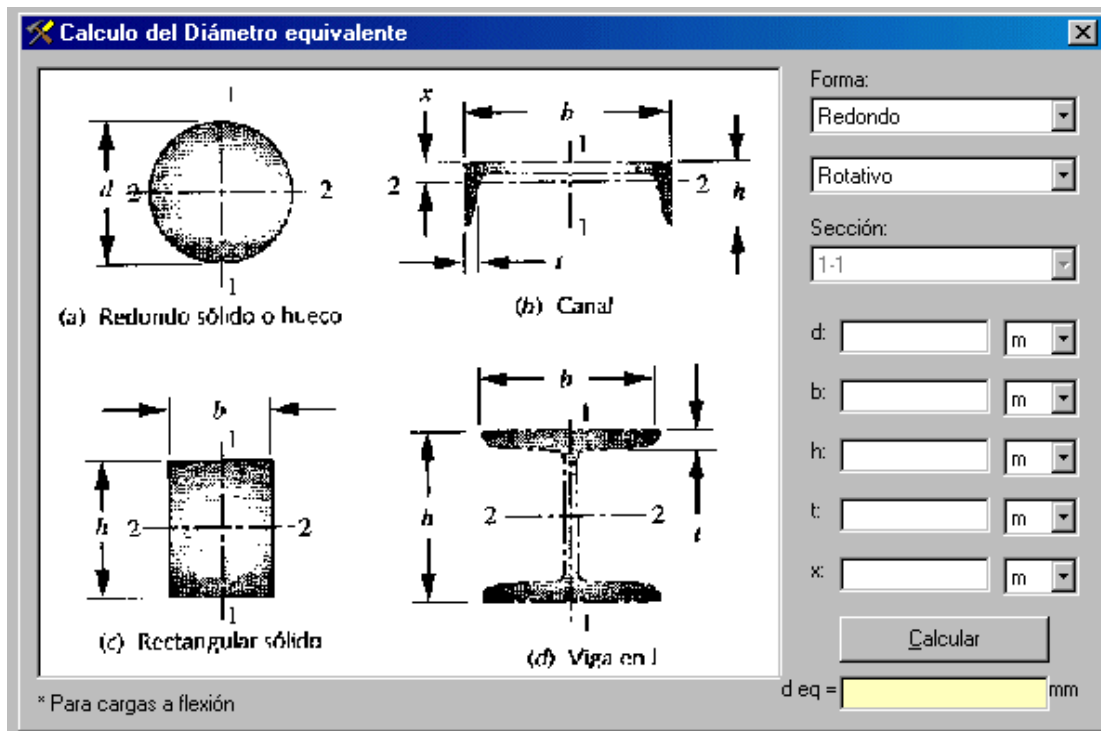 Calculo del Diámetro equivalente
1
d
2
2
1
(a) Redondo sólido o hueco
x
b
1
2
2
h
1
t
(b) Canal
b
1
h
2
2
1
(c) Rectangular sólido
b
1
h
2
2
t
1
(d) Viga en I
* Para cargas a flexión
Forma:
Redondo
Rotativo
Sección:
1-1
d:
m
b:
m
h:
m
t:
m
x:
m
Calcular
d eq =
mm